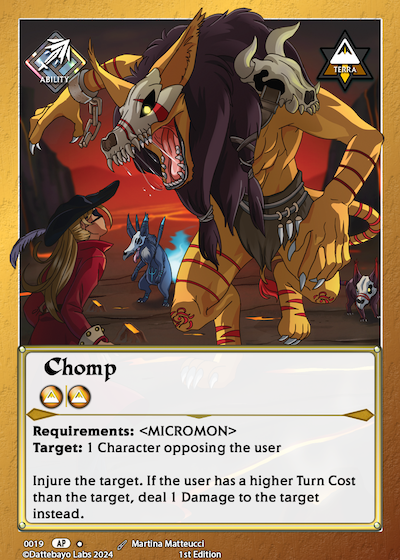 ABILITY
TERRA
Chomp
Requirements: <MICROMON>
Target: 1 Character opposing the user
Injure the target. If the user has a higher Turn Cost
than the target, deal 1 Damage to the target
instead.
0019 AP Martina Matteucci
©Dattebayo Labs 2024 1st Edition